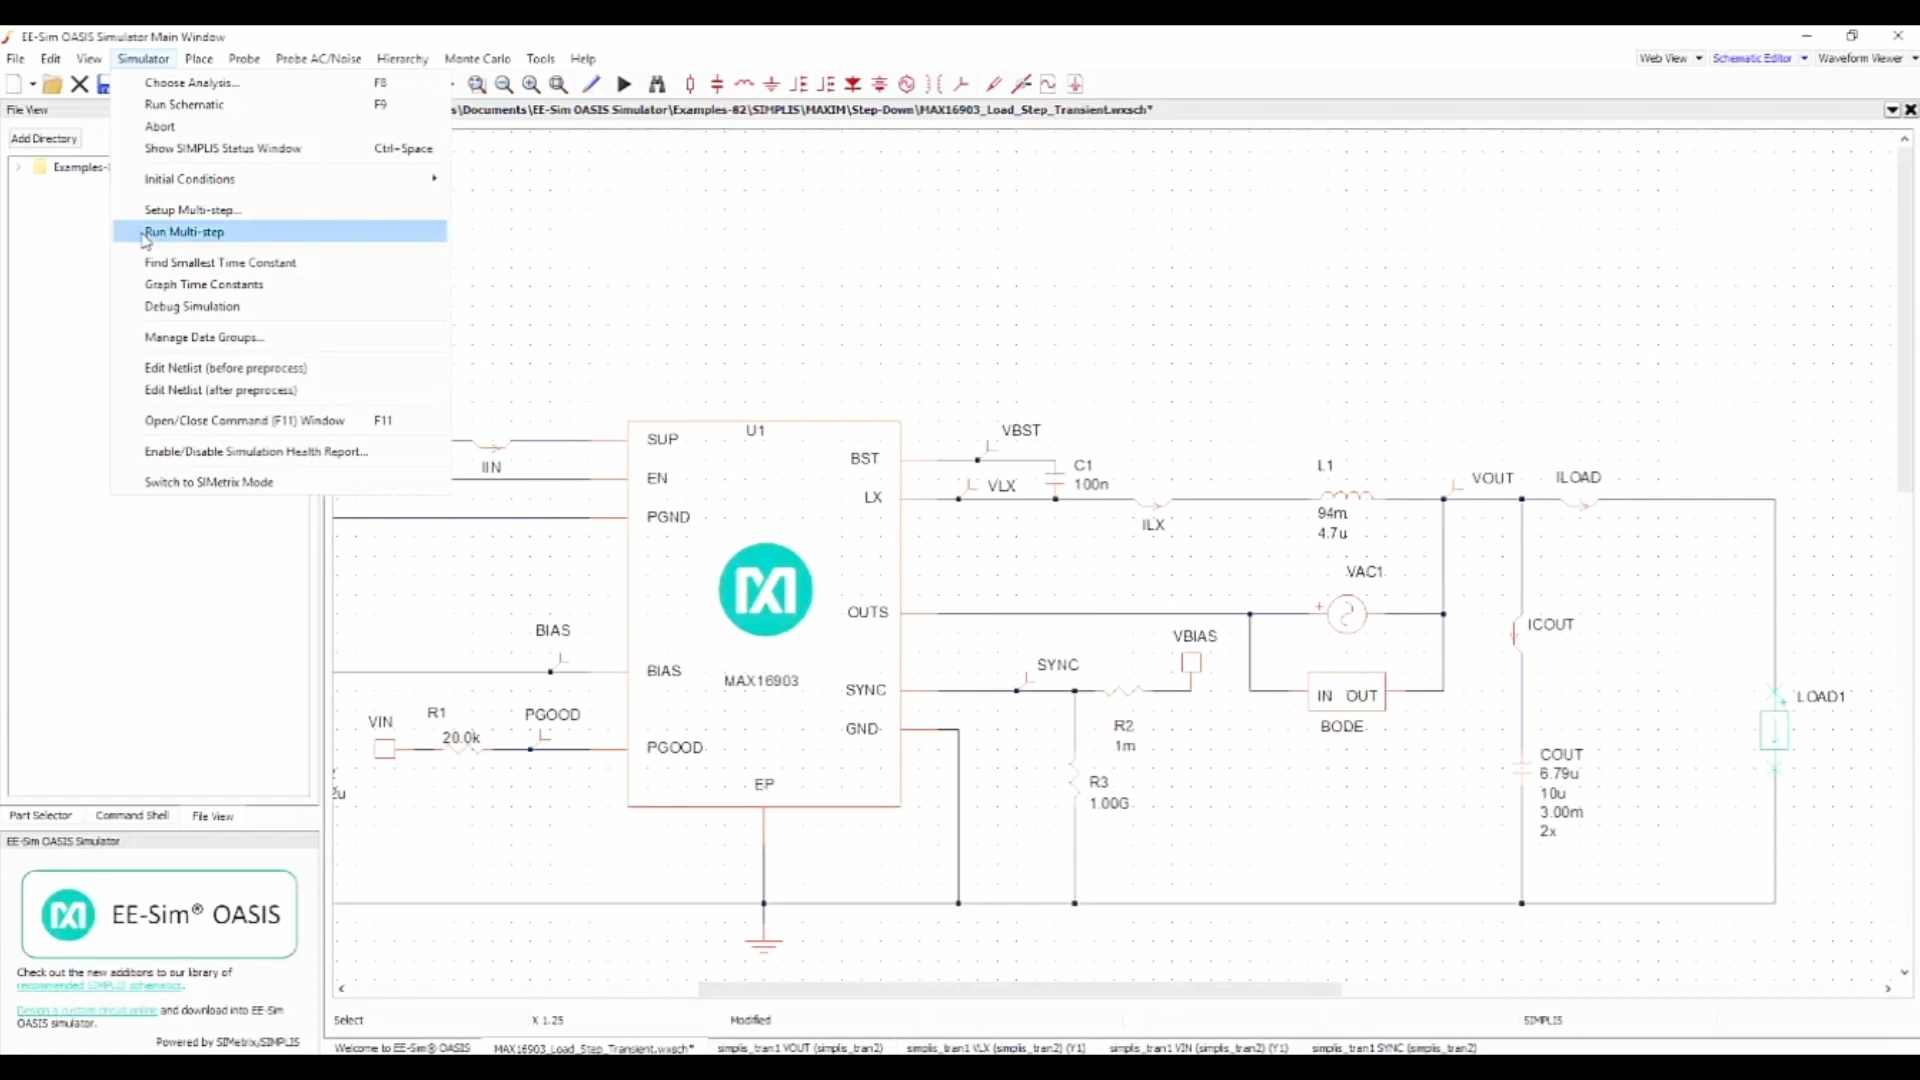 EE-Sim OASIS Simulator Main Window
File Edit View Simulator Place Probe Probe AC/Noise Hierarchy Monte Carlo Tools Help
Web View Schematic Editor Waveform Viewer
File View
s\Documents\EE-Sim OASIS Simulator\Examples-82\SIMPLIS\MAXIM\Step-Down\MAX16903_Load_Step_Transient.wxsch*
Add Directory
Examples-
Choose Analysis... F8
Run Schematic F9
Abort
Show SIMPLIS Status Window Ctrl+Space
Initial Conditions
Setup Multi-step...
Run Multi-step
Find Smallest Time Constant
Graph Time Constants
Debug Simulation
Manage Data Groups...
Edit Netlist (before preprocess)
Edit Netlist (after preprocess)
Open/Close Command (F11) Window F11
Enable/Disable Simulation Health Report...
Switch to SIMetrix Mode
IIN
U1
SUP
EN
PGND
BIAS
PGOOD
EP
BST
LX
OUTS
SYNC
GND
MAX16903
BIAS
VIN
R1
20.0k
PGOOD
2u
VBST
VLX
C1
100n
ILX
L1
94m
4.7u
VOUT
ILOAD
VAC1
VBIAS
SYNC
IN OUT
BODE
R2
1m
R3
1.00G
ICOUT
COUT
6.79u
10u
3.00m
2x
LOAD1
Part Selector Command Shell File View
EE-Sim OASIS Simulator
EE-Sim® OASIS
Check out the new additions to our library of
recommended SIMPLIS schematics.
Design a custom circuit online and download into EE-Sim
OASIS simulator.
Powered by SIMetrix/SIMPLIS
Select X 1.25 Modified SIMPLIS
Welcome to EE-Sim® OASIS MAX16903_Load_Step_Transient.wxsch* simplis_tran1 VOUT (simplis_tran2) simplis_tran1 VLX (simplis_tran2) (Y1) simplis_tran1 VIN (simplis_tran2) (Y1) simplis_tran1 SYNC (simplis_tran2)